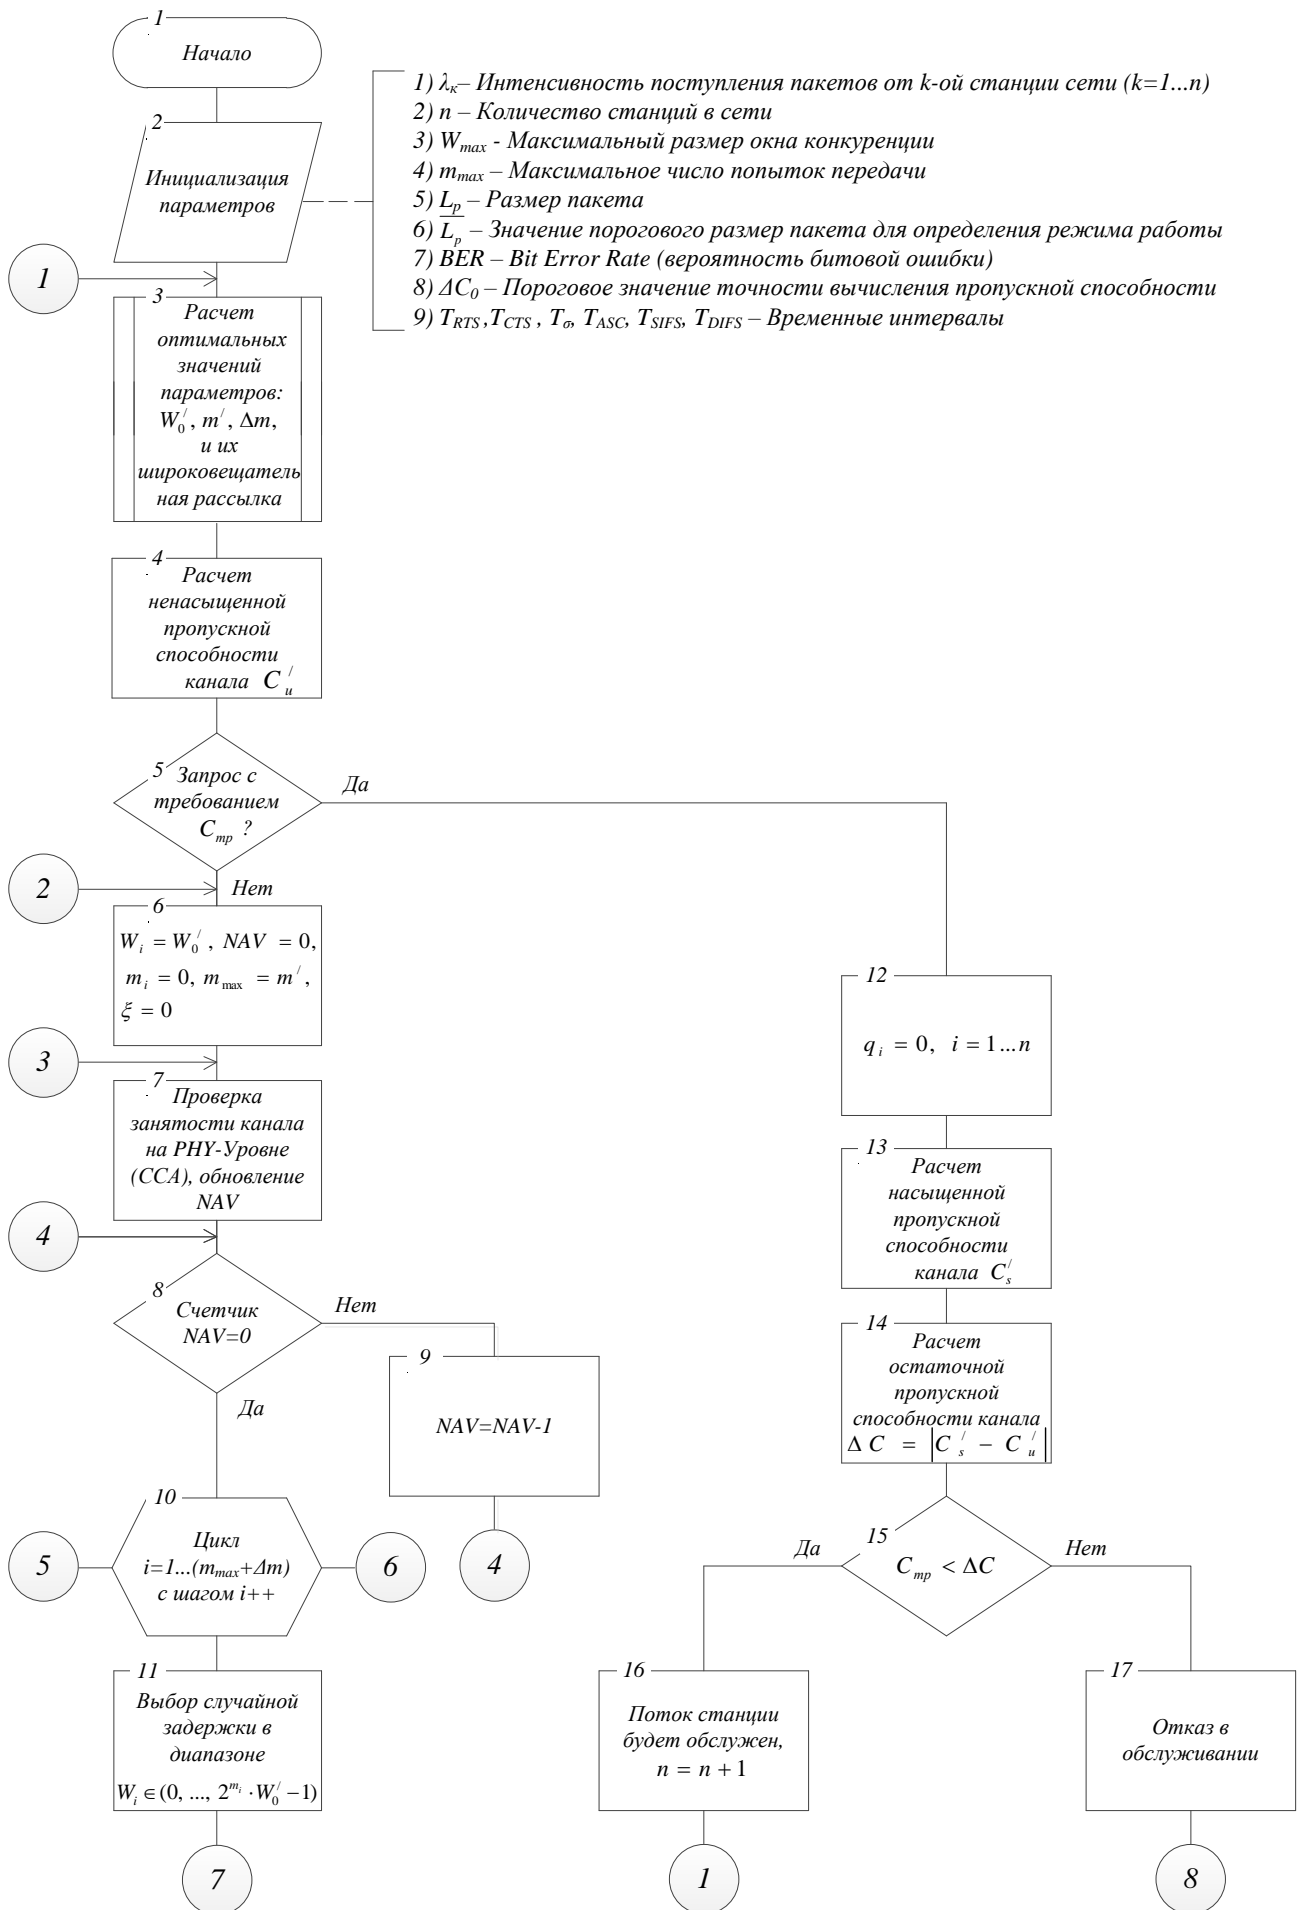 1
Начало
2
Инициализация
параметров
1) λк– Интенсивность поступления пакетов от k-ой станции сети (k=1...n)
2) n – Количество станций в сети
3) Wmax - Максимальный размер окна конкуренции
4) mmax – Максимальное число попыток передачи
5) Lp – Размер пакета
6) L̅p – Значение порогового размер пакета для определения режима работы
7) BER – Bit Error Rate (вероятность битовой ошибки)
8) ΔC0 – Пороговое значение точности вычисления пропускной способности
9) TRTS ,TCTS , Tσ, TASC, TSIFS, TDIFS – Временные интервалы
1
3
Расчет
оптимальных
значений
параметров:
W0/ , m/ , Δm,
и их
широковещатель
ная рассылка
4
Расчет
ненасыщенной
пропускной
способности
канала Cu/
5
Запрос с
требованием
Cтр ?
Да
Нет
2
6
Wi = W0/ , NAV = 0,
mi = 0, mmax = m/ ,
ξ = 0
3
7
Проверка
занятости канала
на PHY-Уровне
(CCA), обновление
NAV
4
8
Счетчик
NAV=0
Нет
Да
9
NAV=NAV-1
4
10
Цикл
i=1...(mmax+Δm)
с шагом i++
5
6
11
Выбор случайной
задержки в
диапазоне
Wi ∈ (0, ..., 2^mi · W0/ − 1)
7
12
qi = 0, i = 1...n
13
Расчет
насыщенной
пропускной
способности
канала Cs/
14
Расчет
остаточной
пропускной
способности канала
Δ C = |Cs/ − Cu/|
15
Cтр < ΔC
Да
Нет
16
Поток станции
будет обслужен,
n = n + 1
1
17
Отказ в
обслуживании
8